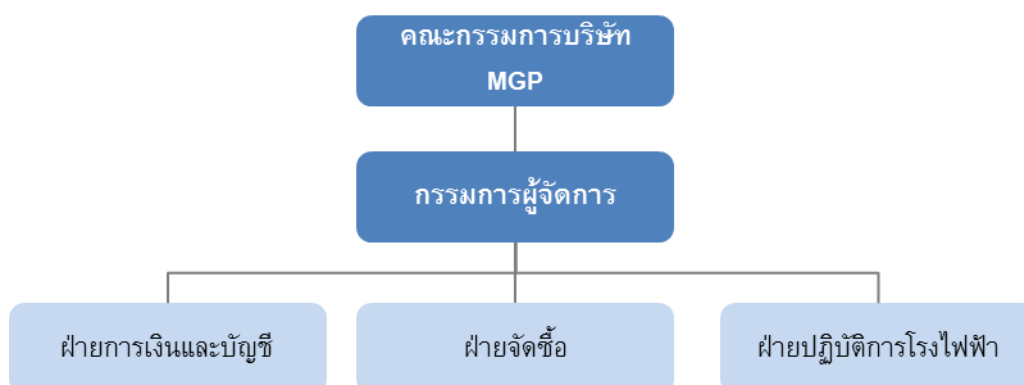 คณะกรรมการบริษัท
MGP
กรรมการผู้จัดการ
ฝ่ายการเงินและบัญชี
ฝ่ายจัดซื้อ
ฝ่ายปฏิบัติการโรงไฟฟ้า